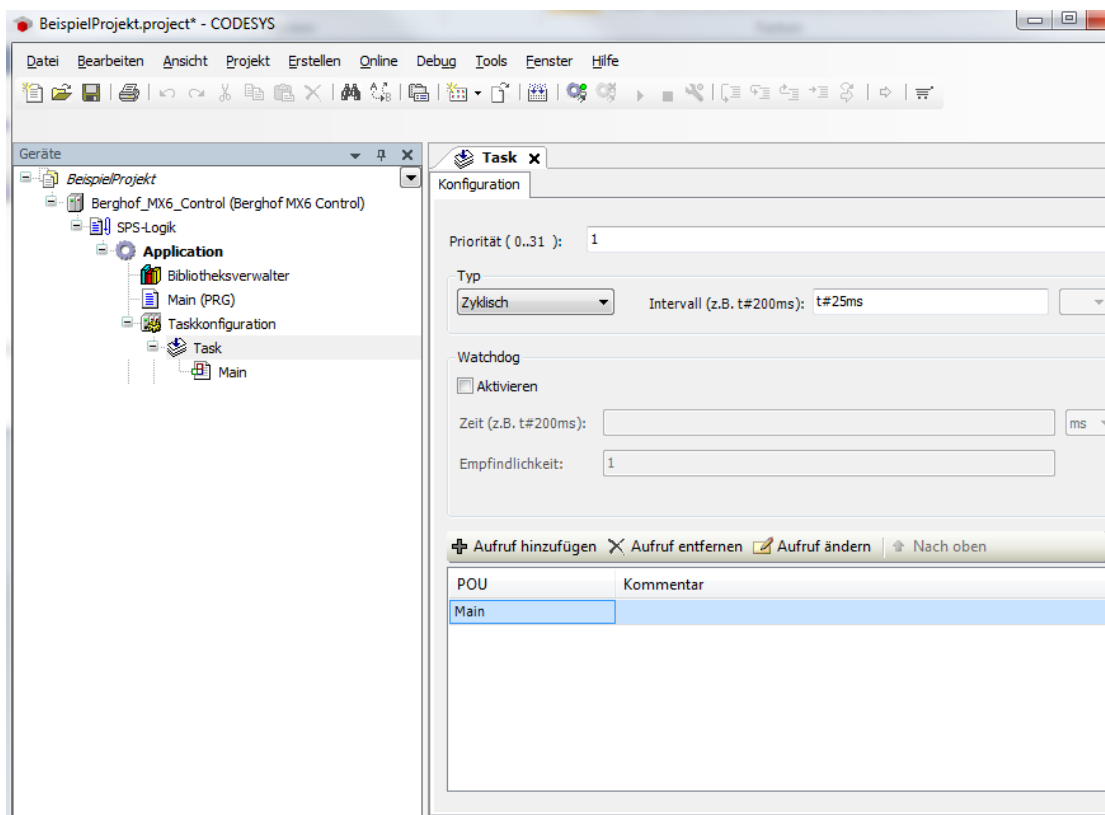 BeispielProjekt.project* - CODESYS
Datei Bearbeiten Ansicht Projekt Erstellen Online Debug Tools Fenster Hilfe
Geräte
BeispielProjekt
Berghof_MX6_Control (Berghof MX6 Control)
SPS-Logik
Application
Bibliotheksverwalter
Main (PRG)
Taskkonfiguration
Task
Main
Task
Konfiguration
Priorität ( 0..31 ): 1
Typ
Zyklisch Intervall (z.B. t#200ms): t#25ms
Watchdog
Aktivieren
Zeit (z.B. t#200ms): ms
Empfindlichkeit: 1
Aufruf hinzufügen Aufruf entfernen Aufruf ändern Nach oben
POU Kommentar
Main